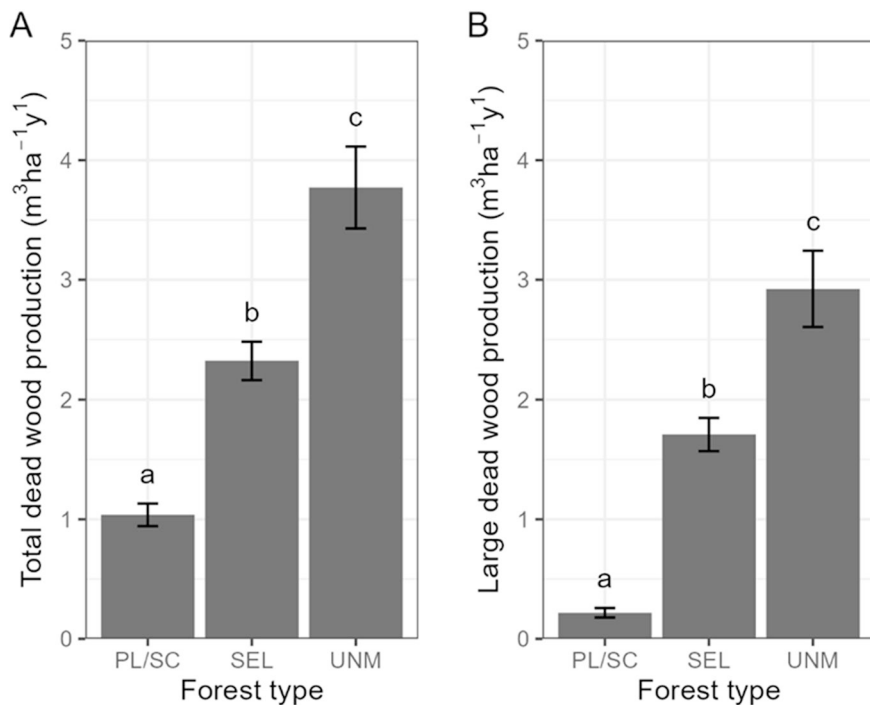 A
Total dead wood production (m³ha⁻¹y¹)
5
4
3
2
1
0
a
b
c
PL/SC SEL UNM
Forest type
B
Large dead wood production (m³ha⁻¹y¹)
5
4
3
2
1
0
a
b
c
PL/SC SEL UNM
Forest type